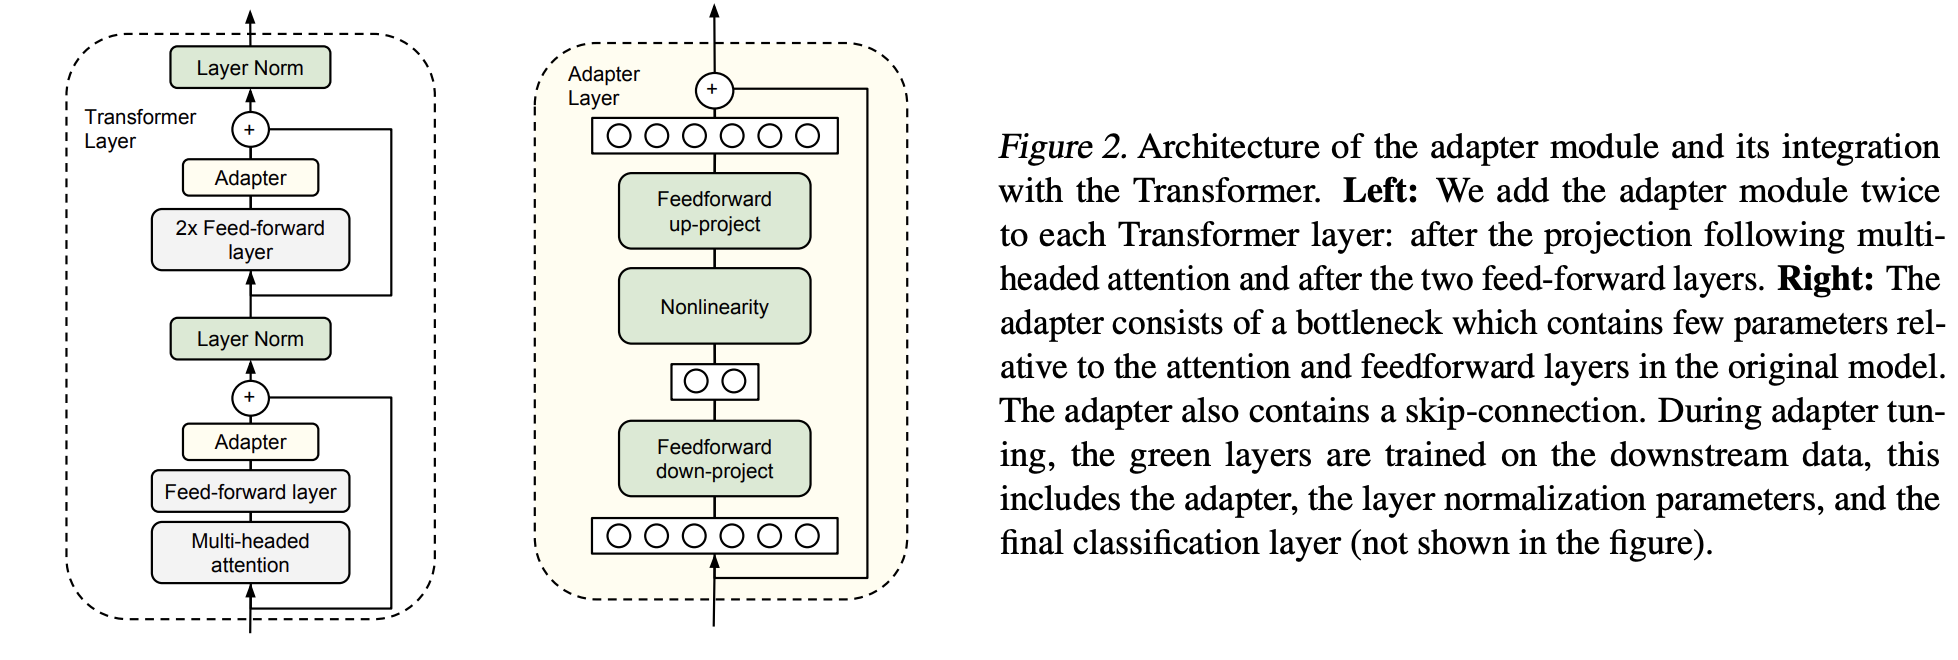 Layer Norm
Transformer
Layer
+
Adapter
2x Feed-forward
layer
Layer Norm
+
Adapter
Feed-forward layer
Multi-headed
attention
Adapter
Layer
+
Feedforward
up-project
Nonlinearity
Feedforward
down-project
Figure 2. Architecture of the adapter module and its integration
with the Transformer. Left: We add the adapter module twice
to each Transformer layer: after the projection following multi-
headed attention and after the two feed-forward layers. Right: The
adapter consists of a bottleneck which contains few parameters rel-
ative to the attention and feedforward layers in the original model.
The adapter also contains a skip-connection. During adapter tun-
ing, the green layers are trained on the downstream data, this
includes the adapter, the layer normalization parameters, and the
final classification layer (not shown in the figure).